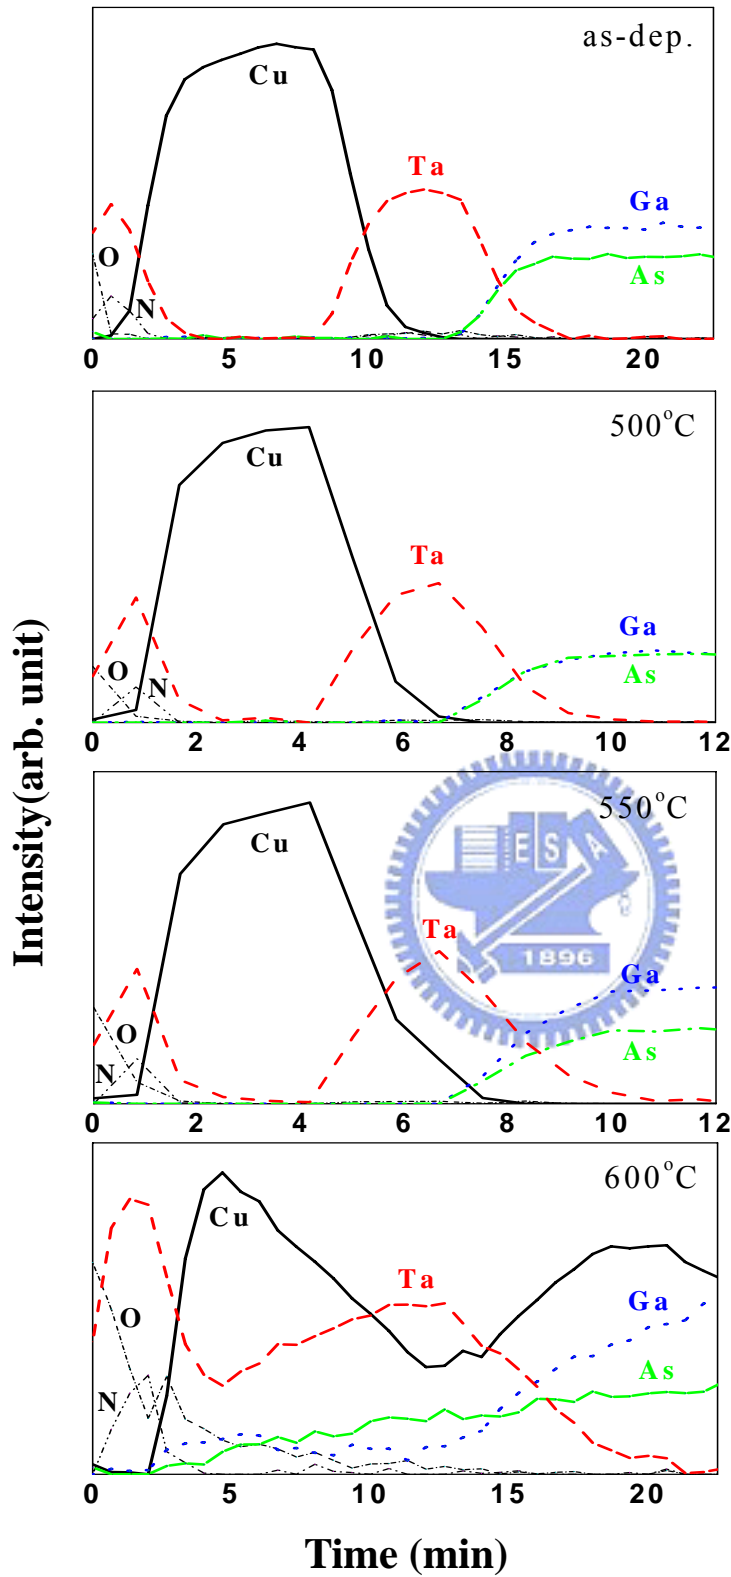 as-dep.
Cu
Ta
Ga
O
As
N
0 5 10 15 20
500°C
Cu
Ta
Ga
O
N
As
0 2 4 6 8 10 12
550°C
Cu
E S A
Ta
1896
Ga
O
As
N
0 2 4 6 8 10 12
600°C
Cu
Ta
Ga
O
As
N
0 5 10 15 20
Intensity(arb. unit)
Time (min)